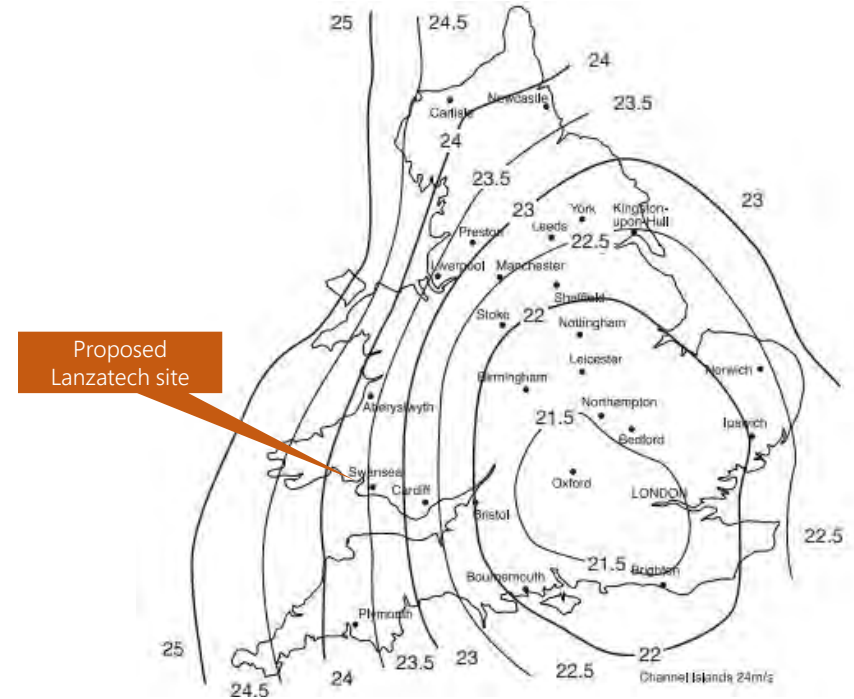 25
24.5
24
Newcastle
Carlisle
23.5
24
23.5
23
York
Kingston-
upon-Hull
23
Leeds
Preston
22.5
Liverpool
Manchester
Sheffield
Stoke
22
Nottingham
Proposed
Lanzatech site
Leicester
Norwich
Birmingham
Aberystwyth
Northampton
21.5
Ipswich
Bedford
Swansea
Oxford
Cardiff
LONDON
Bristol
22.5
21.5
Bournemouth
Brighton
Plymouth
25
24
23.5
23
22
22.5
Channel Islands 24m/s
24.5